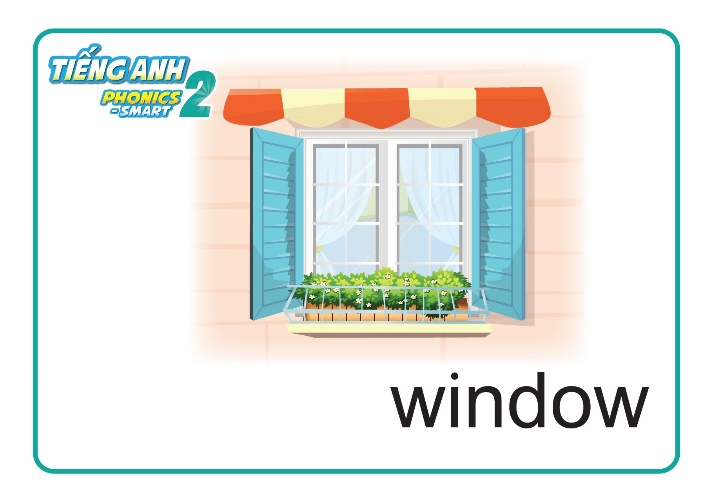 TIẾNG ANH
PHONICS 2
-SMART
window